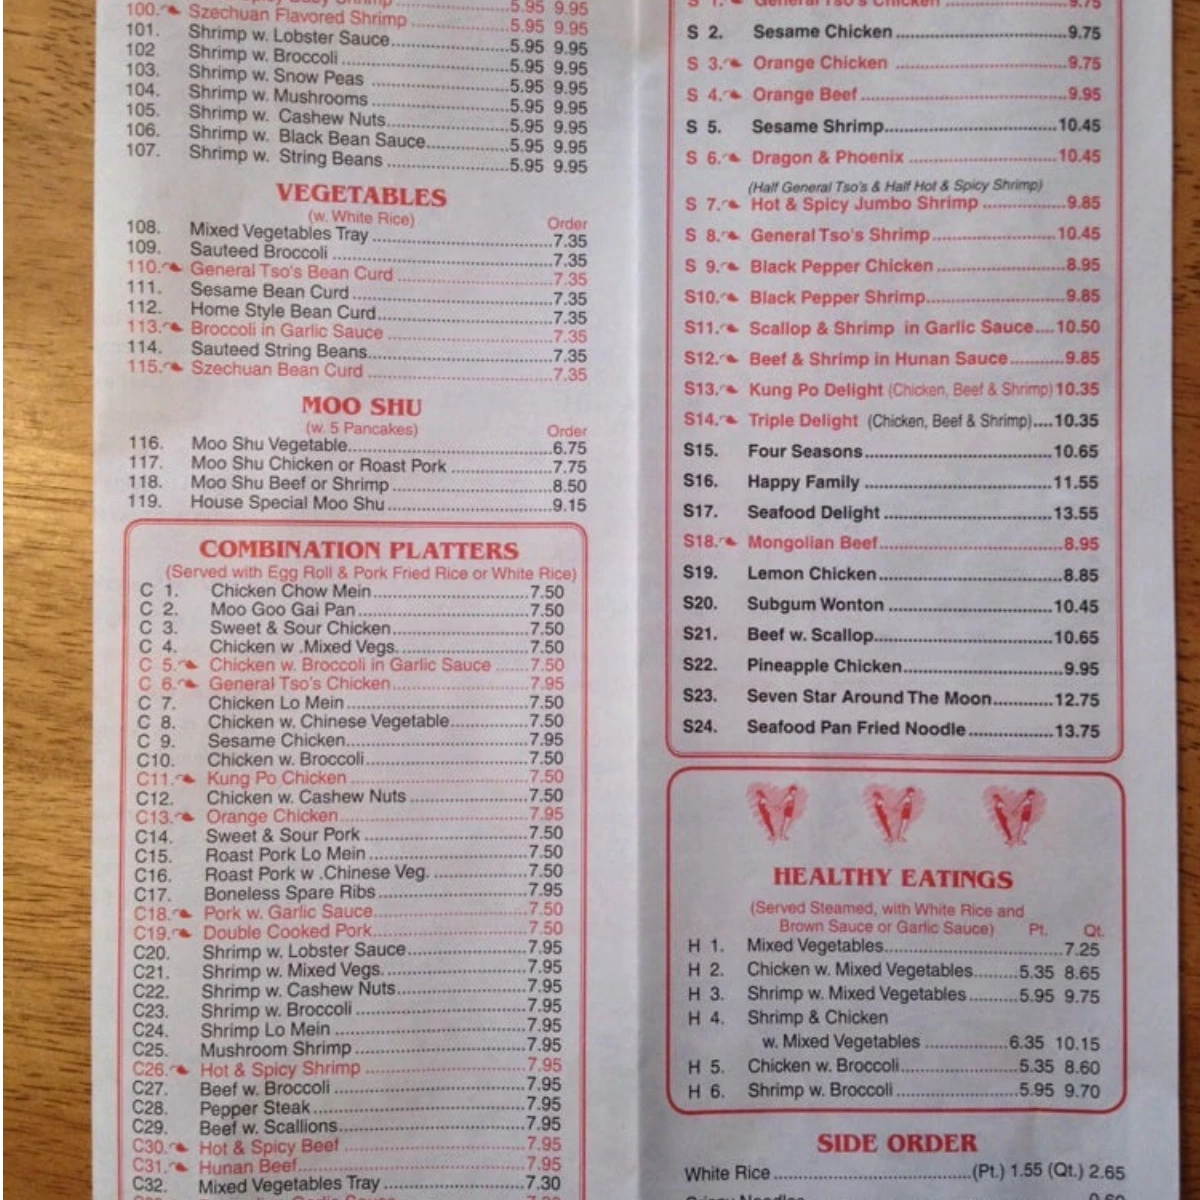 5.95 9.95
100. Szechuan Flavored Shrimp 5.95 9.95
101. Shrimp w. Lobster Sauce 5.95 9.95
102 Shrimp w. Broccoli 5.95 9.95
103. Shrimp w. Snow Peas 5.95 9.95
104. Shrimp w. Mushrooms 5.95 9.95
105. Shrimp w. Cashew Nuts 5.95 9.95
106. Shrimp w. Black Bean Sauce 5.95 9.95
107. Shrimp w. String Beans 5.95 9.95
VEGETABLES
(w. White Rice) Order
108. Mixed Vegetables Tray 7.35
109. Sauteed Broccoli 7.35
110. General Tso's Bean Curd 7.35
111. Sesame Bean Curd 7.35
112. Home Style Bean Curd 7.35
113. Broccoli in Garlic Sauce 7.35
114. Sauteed String Beans 7.35
115. Szechuan Bean Curd 7.35
MOO SHU
(w. 5 Pancakes) Order
116. Moo Shu Vegetable 6.75
117. Moo Shu Chicken or Roast Pork 7.75
118. Moo Shu Beef or Shrimp 8.50
119. House Special Moo Shu 9.15
COMBINATION PLATTERS
(Served with Egg Roll & Pork Fried Rice or White Rice)
C 1. Chicken Chow Mein 7.50
C 2. Moo Goo Gai Pan 7.50
C 3. Sweet & Sour Chicken 7.50
C 4. Chicken w .Mixed Vegs. 7.50
C 5. Chicken w. Broccoli in Garlic Sauce 7.50
C 6. General Tso's Chicken 7.95
C 7. Chicken Lo Mein 7.50
C 8. Chicken w. Chinese Vegetable 7.50
C 9. Sesame Chicken 7.95
C10. Chicken w. Broccoli 7.50
C11. Kung Po Chicken 7.50
C12. Chicken w. Cashew Nuts 7.50
C13. Orange Chicken 7.95
C14. Sweet & Sour Pork 7.50
C15. Roast Pork Lo Mein 7.50
C16. Roast Pork w .Chinese Veg. 7.50
C17. Boneless Spare Ribs 7.95
C18. Pork w. Garlic Sauce 7.50
C19. Double Cooked Pork 7.50
C20. Shrimp w. Lobster Sauce 7.95
C21. Shrimp w. Mixed Vegs. 7.95
C22. Shrimp w. Cashew Nuts 7.95
C23. Shrimp w. Broccoli 7.95
C24. Shrimp Lo Mein 7.95
C25. Mushroom Shrimp 7.95
C26. Hot & Spicy Shrimp 7.95
C27. Beef w. Broccoli 7.95
C28. Pepper Steak 7.95
C29. Beef w. Scallions 7.95
C30. Hot & Spicy Beef 7.95
C31. Hunan Beef 7.95
C32. Mixed Vegetables Tray 7.30
S 1. General Tso's Chicken 9.75
S 2. Sesame Chicken 9.75
S 3. Orange Chicken 9.75
S 4. Orange Beef 9.95
S 5. Sesame Shrimp 10.45
S 6. Dragon & Phoenix 10.45
(Half General Tso's & Half Hot & Spicy Shrimp)
S 7. Hot & Spicy Jumbo Shrimp 9.85
S 8. General Tso's Shrimp 10.45
S 9. Black Pepper Chicken 8.95
S10. Black Pepper Shrimp 9.85
S11. Scallop & Shrimp in Garlic Sauce 10.50
S12. Beef & Shrimp in Hunan Sauce 9.85
S13. Kung Po Delight (Chicken, Beef & Shrimp) 10.35
S14. Triple Delight (Chicken, Beef & Shrimp) 10.35
S15. Four Seasons 10.65
S16. Happy Family 11.55
S17. Seafood Delight 13.55
S18. Mongolian Beef 8.95
S19. Lemon Chicken 8.85
S20. Subgum Wonton 10.45
S21. Beef w. Scallop 10.65
S22. Pineapple Chicken 9.95
S23. Seven Star Around The Moon 12.75
S24. Seafood Pan Fried Noodle 13.75
HEALTHY EATINGS
(Served Steamed, with White Rice and
Brown Sauce or Garlic Sauce) Pt. Qt.
H 1. Mixed Vegetables 7.25
H 2. Chicken w. Mixed Vegetables 5.35 8.65
H 3. Shrimp w. Mixed Vegetables 5.95 9.75
H 4. Shrimp & Chicken
w. Mixed Vegetables 6.35 10.15
H 5. Chicken w. Broccoli 5.35 8.60
H 6. Shrimp w. Broccoli 5.95 9.70
SIDE ORDER
White Rice (Pt.) 1.55 (Qt.) 2.65